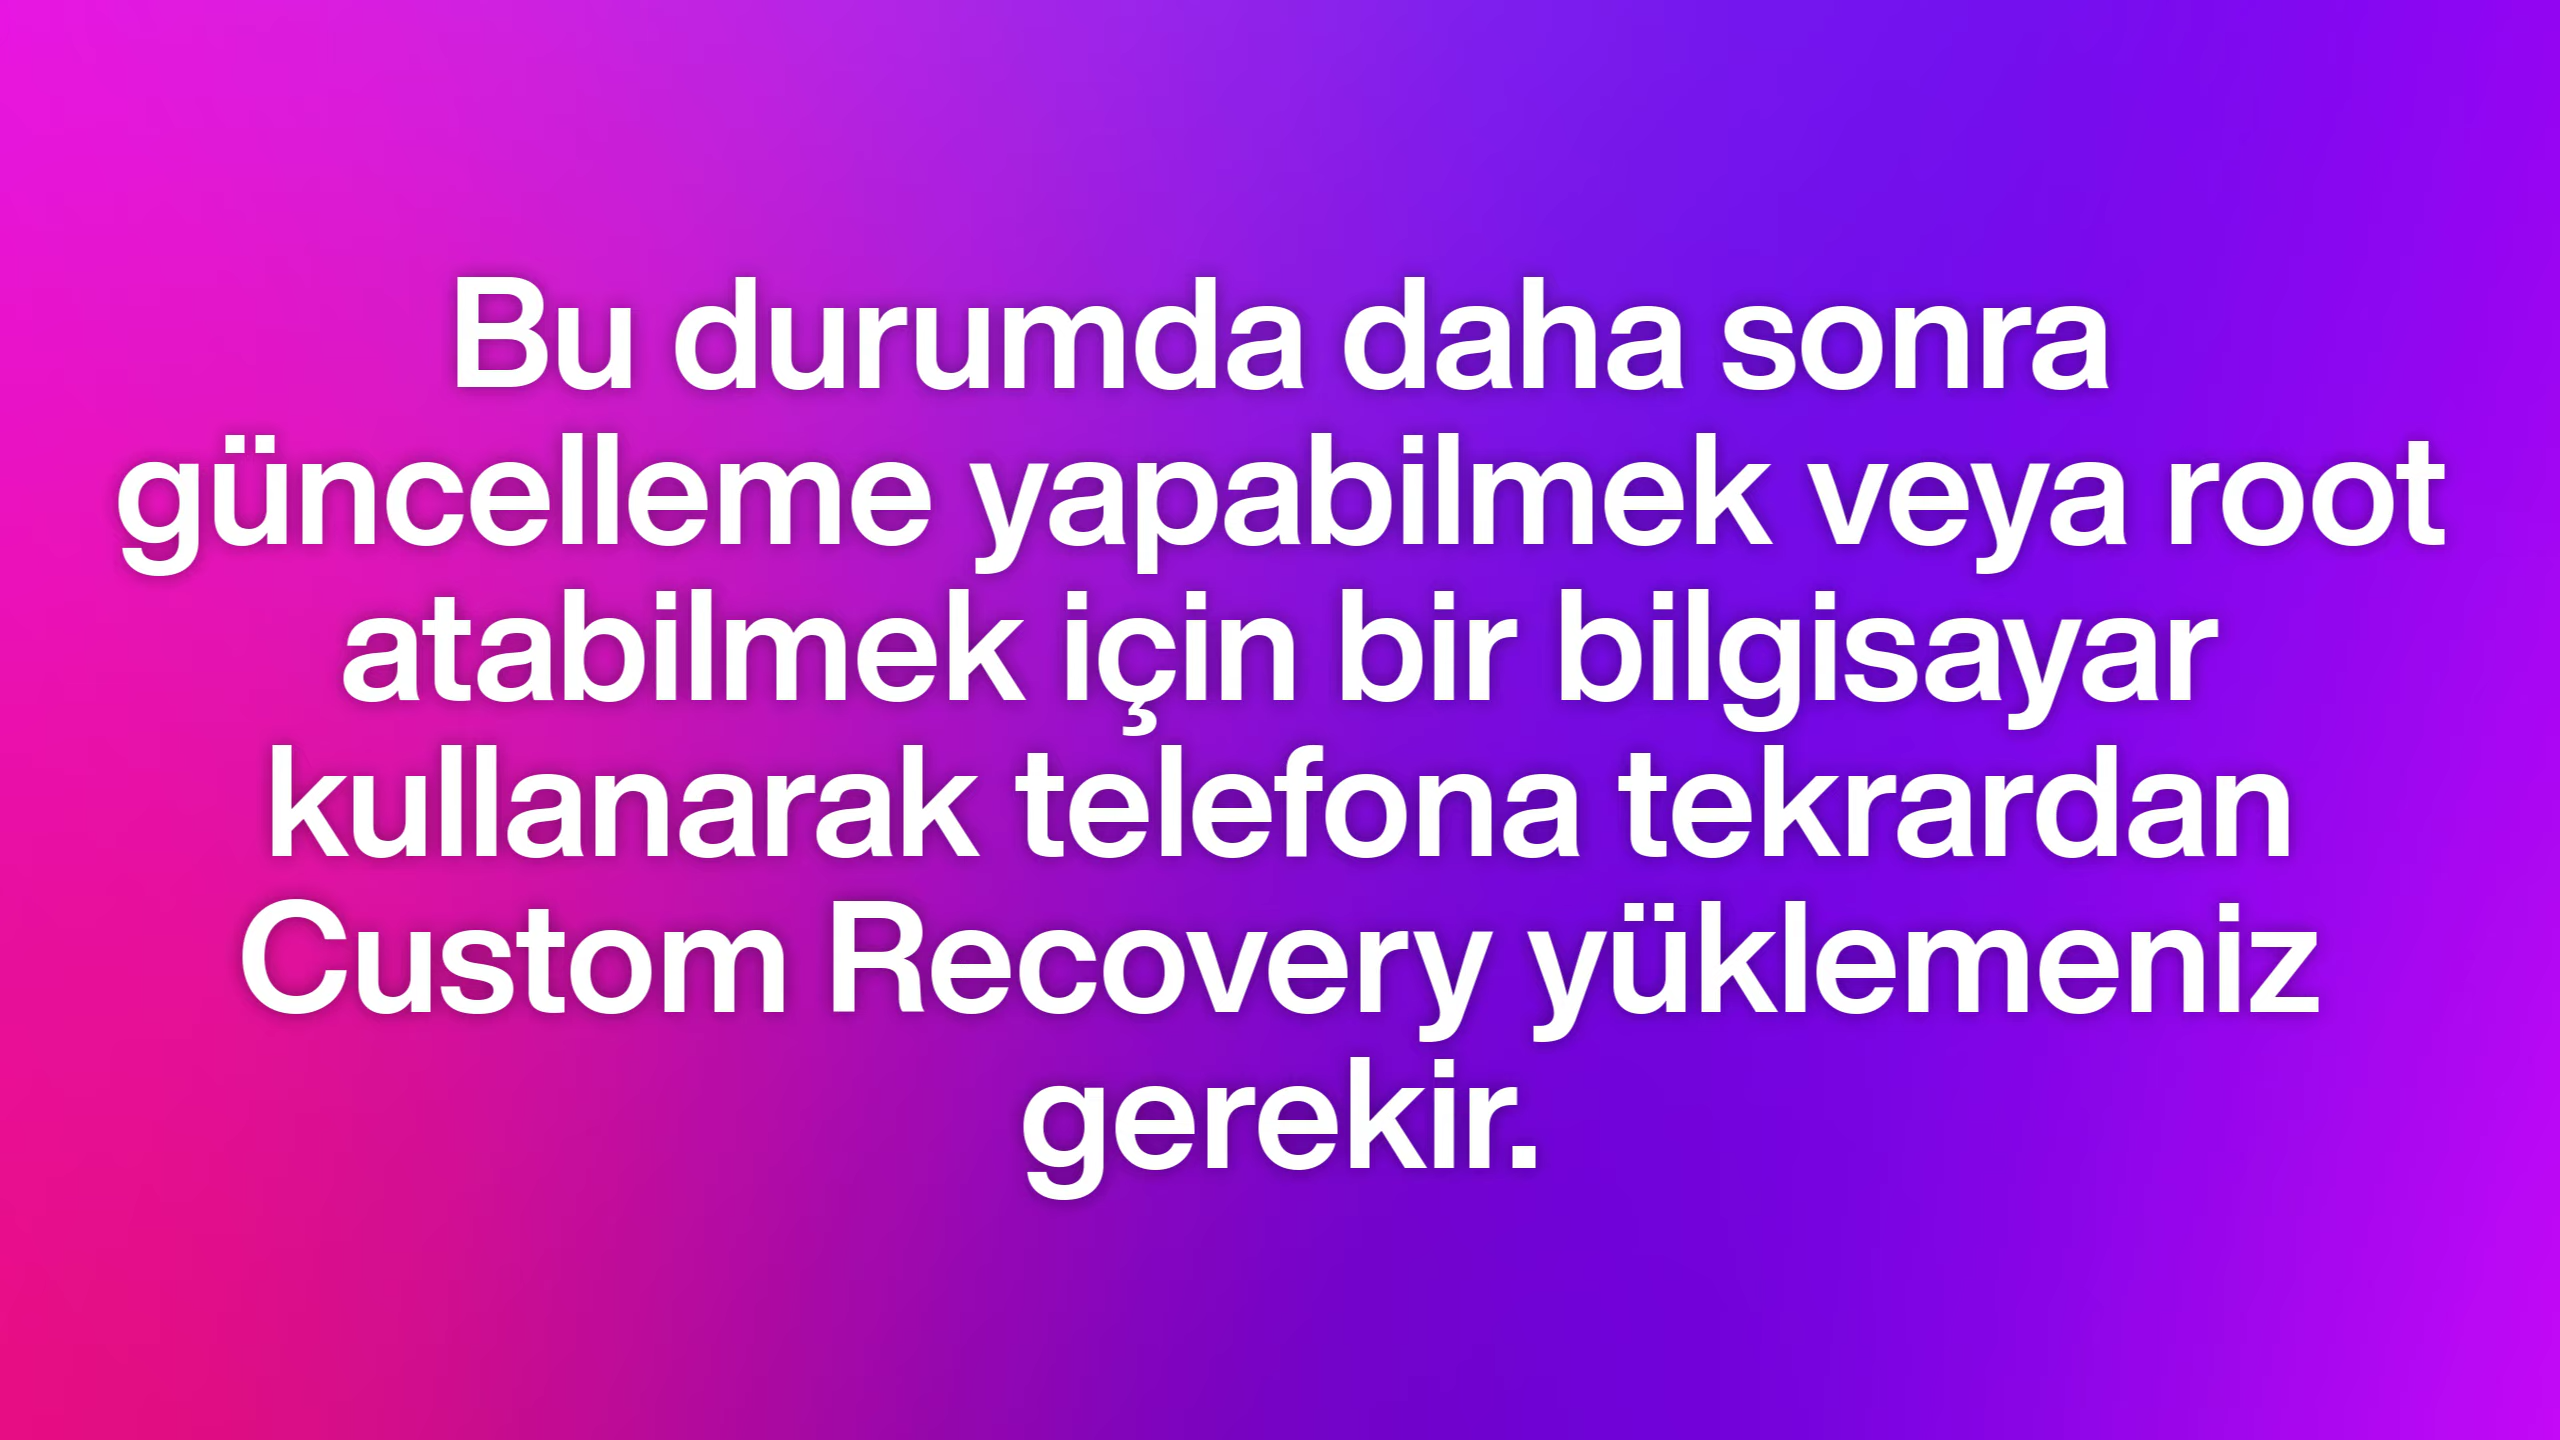 Bu durumda daha sonra
güncelleme yapabilmek veya root
atabilmek için bir bilgisayar
kullanarak telefona tekrardan
Custom Recovery yüklemeniz
gerekir.